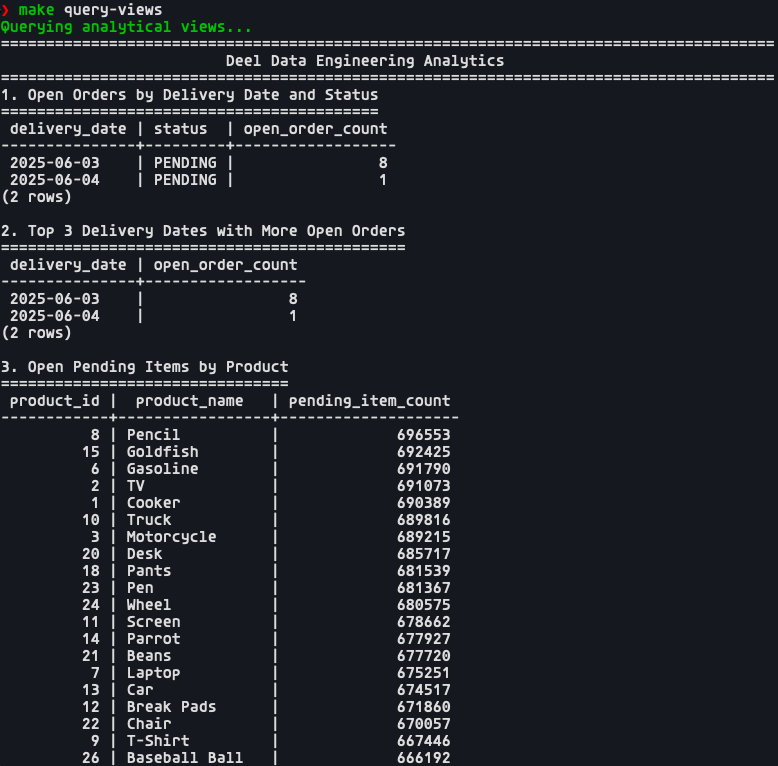 ❯ make query-views
Querying analytical views...
======================================================================================
Deel Data Engineering Analytics
======================================================================================
1. Open Orders by Delivery Date and Status
==========================================
 delivery_date | status  | open_order_count
---------------+---------+------------------
 2025-06-03    | PENDING |                8
 2025-06-04    | PENDING |                1
(2 rows)
2. Top 3 Delivery Dates with More Open Orders
=============================================
 delivery_date | open_order_count
---------------+------------------
 2025-06-03    |                8
 2025-06-04    |                1
(2 rows)
3. Open Pending Items by Product
================================
 product_id |  product_name   | pending_item_count
------------+-----------------+--------------------
          8 | Pencil          |             696553
         15 | Goldfish        |             692425
          6 | Gasoline        |             691790
          2 | TV              |             691073
          1 | Cooker          |             690389
         10 | Truck           |             689816
          3 | Motorcycle      |             689215
         20 | Desk            |             685717
         18 | Pants           |             681539
         23 | Pen             |             681367
         24 | Wheel           |             680575
         11 | Screen          |             678662
         14 | Parrot          |             677927
         21 | Beans           |             677720
          7 | Laptop          |             675251
         13 | Car             |             674517
         12 | Break Pads      |             671860
         22 | Chair           |             670057
          9 | T-Shirt         |             667446
         26 | Baseball Ball   |             666192